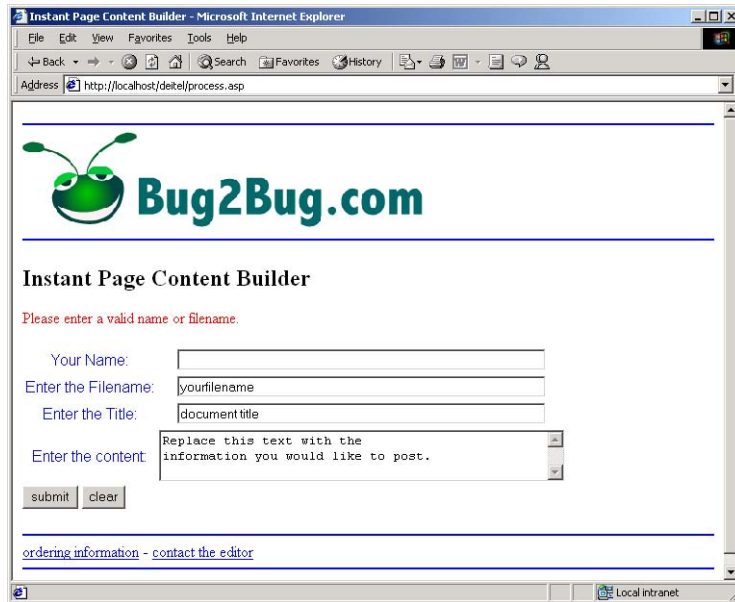 Instant Page Content Builder - Microsoft Internet Explorer
File Edit View Favorites Tools Help
Back Search Favorites History
Address http://localhost/deitel/process.asp
Bug2Bug.com
Instant Page Content Builder
Please enter a valid name or filename.
Your Name:
Enter the Filename: yourfilename
Enter the Title: document title
Enter the content: Replace this text with the
information you would like to post.
submit clear
ordering information - contact the editor
Local intranet